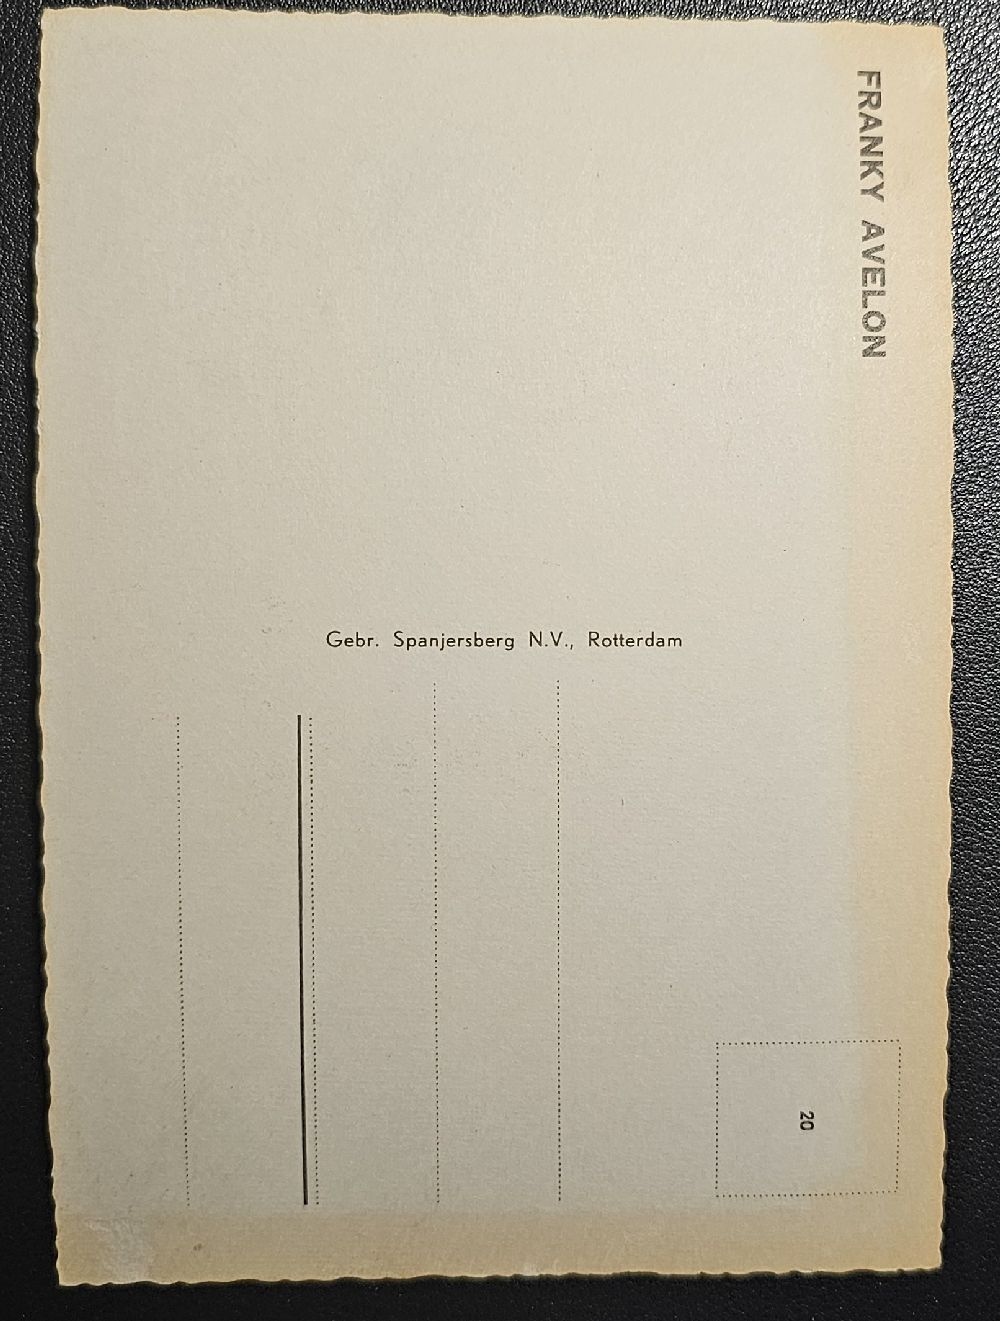 FRANKY AVELON
Gebr. Spanjersberg N.V., Rotterdam
20